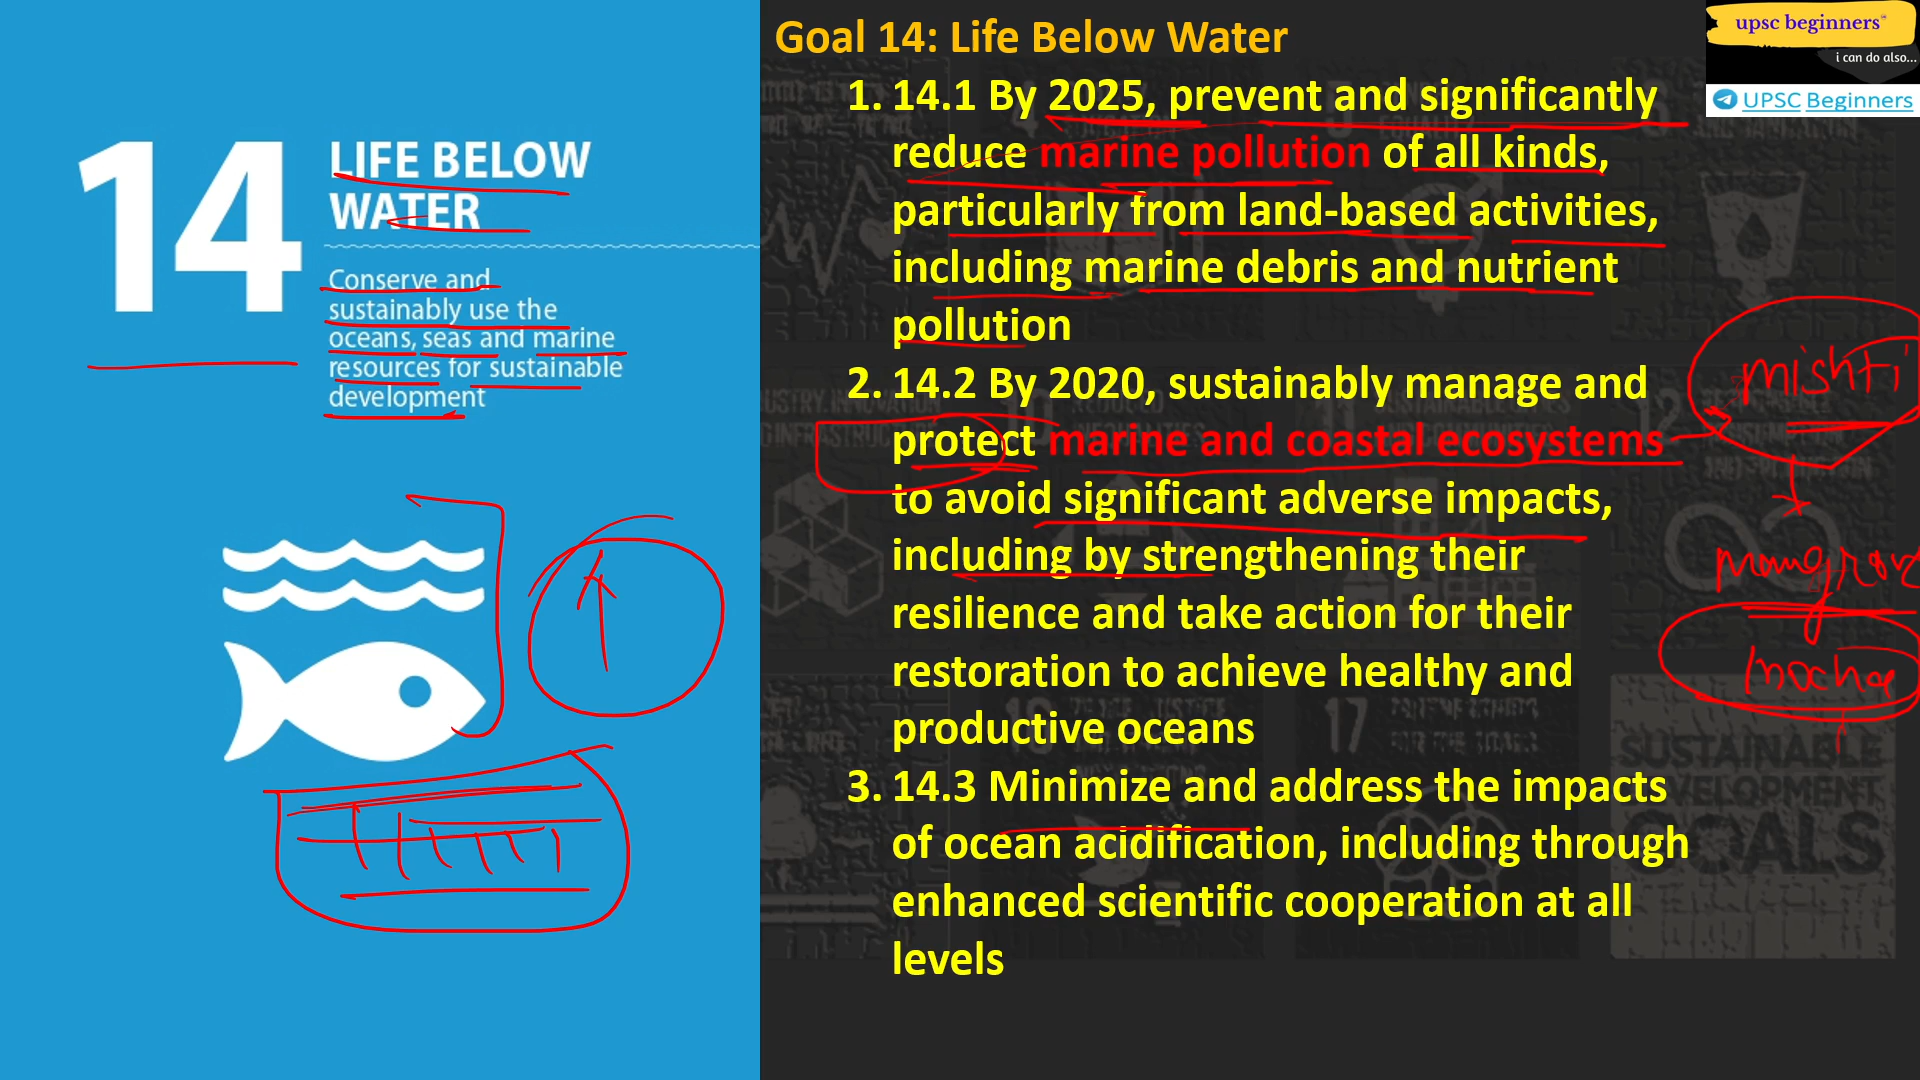 14
LIFE BELOW
WATER
Conserve and
sustainably use the
oceans, seas and marine
resources for sustainable
development
Goal 14: Life Below Water
1. 14.1 By 2025, prevent and significantly
reduce marine pollution of all kinds,
particularly from land-based activities,
including marine debris and nutrient
pollution
2. 14.2 By 2020, sustainably manage and
protect marine and coastal ecosystems
to avoid significant adverse impacts,
including by strengthening their
resilience and take action for their
restoration to achieve healthy and
productive oceans
3. 14.3 Minimize and address the impacts
of ocean acidification, including through
enhanced scientific cooperation at all
levels
upsc beginners
i can do also...
UPSC Beginners
mishti
17
SUSTAINABLE
DEVELOPMENT
GOALS